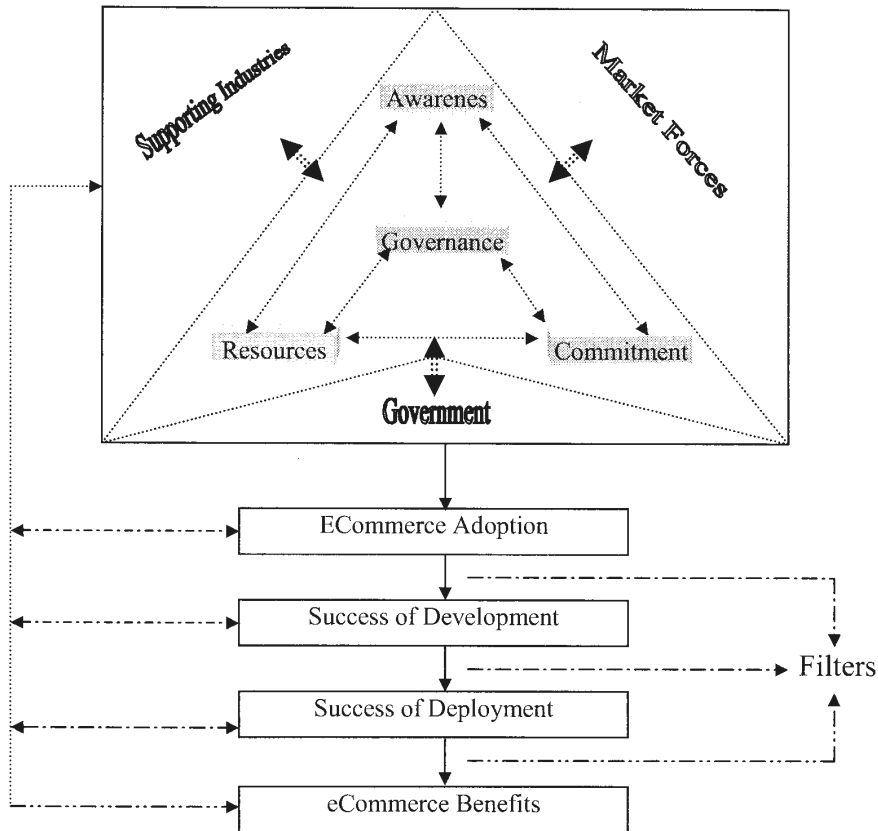 Supporting Industries
Market Forces
Awarenes
Governance
Resources
Commitment
Government
ECommerce Adoption
Success of Development
Filters
Success of Deployment
eCommerce Benefits